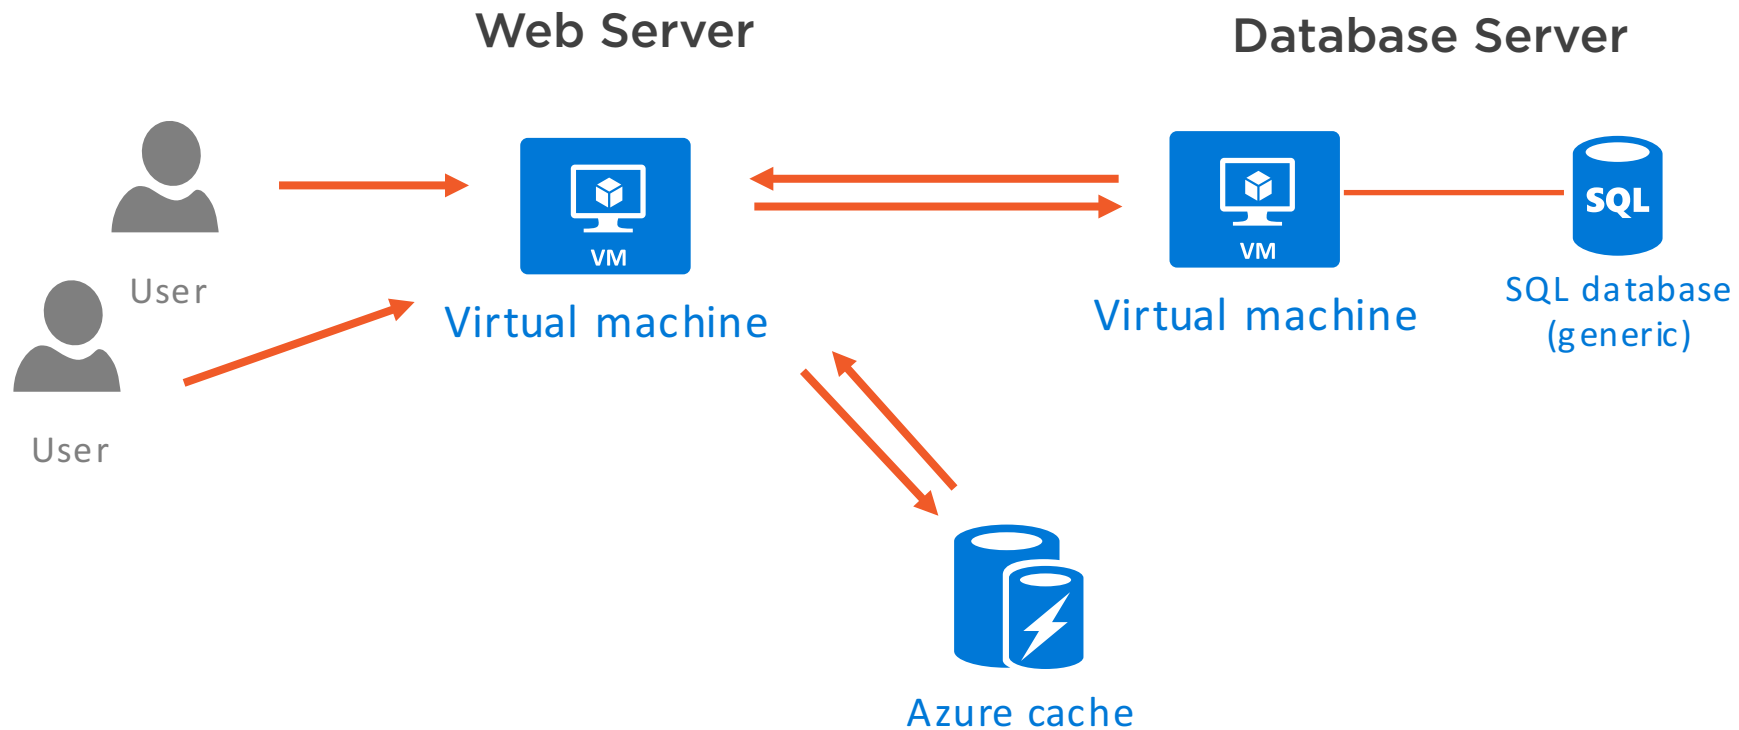 Web Server
Database Server
VM
VM
SQL
User
Virtual machine
Virtual machine
SQL database
(generic)
User
Azure cache